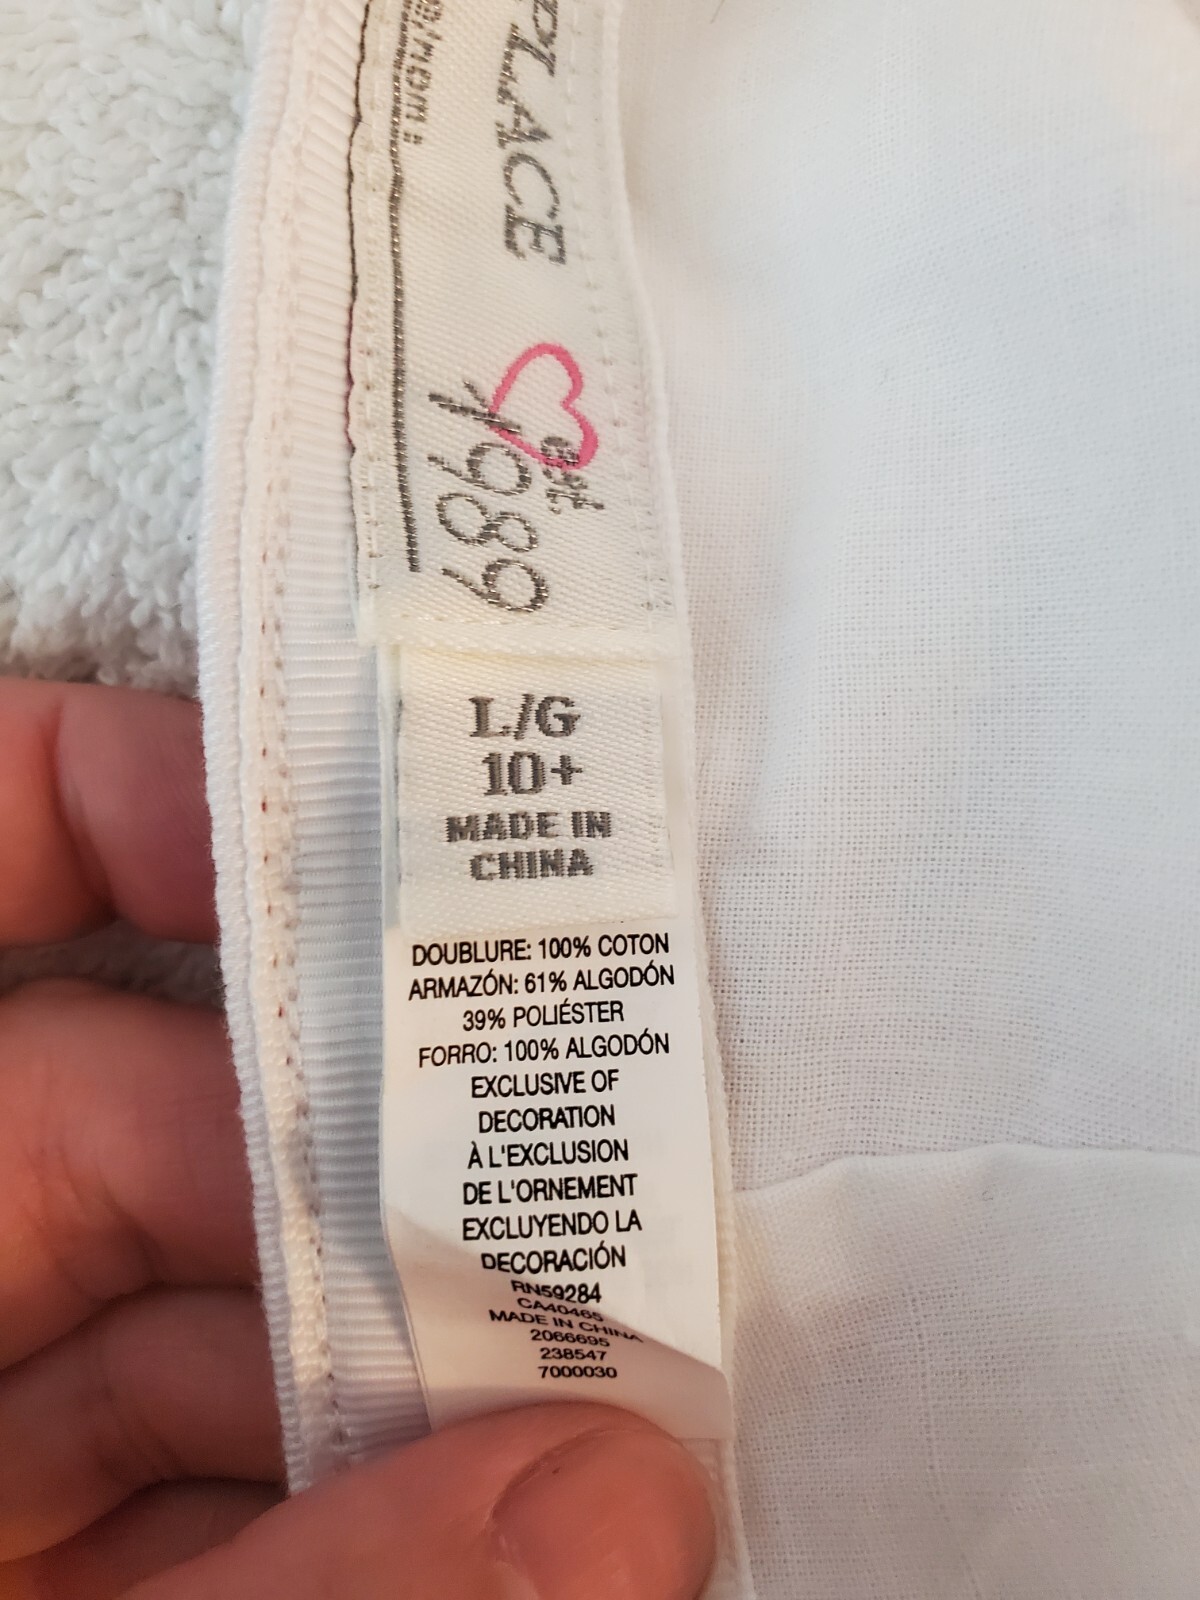 PLACE
est.
1989
L/G
10+
MADE IN
CHINA
DOUBLURE: 100% COTON
ARMAZÓN: 61% ALGODÓN
39% POLIÉSTER
FORRO: 100% ALGODÓN
EXCLUSIVE OF
DECORATION
À L'EXCLUSION
DE L'ORNEMENT
EXCLUYENDO LA
DECORACIÓN
RN59284
CA40465
MADE IN CHINA
2066695
238547
7000030